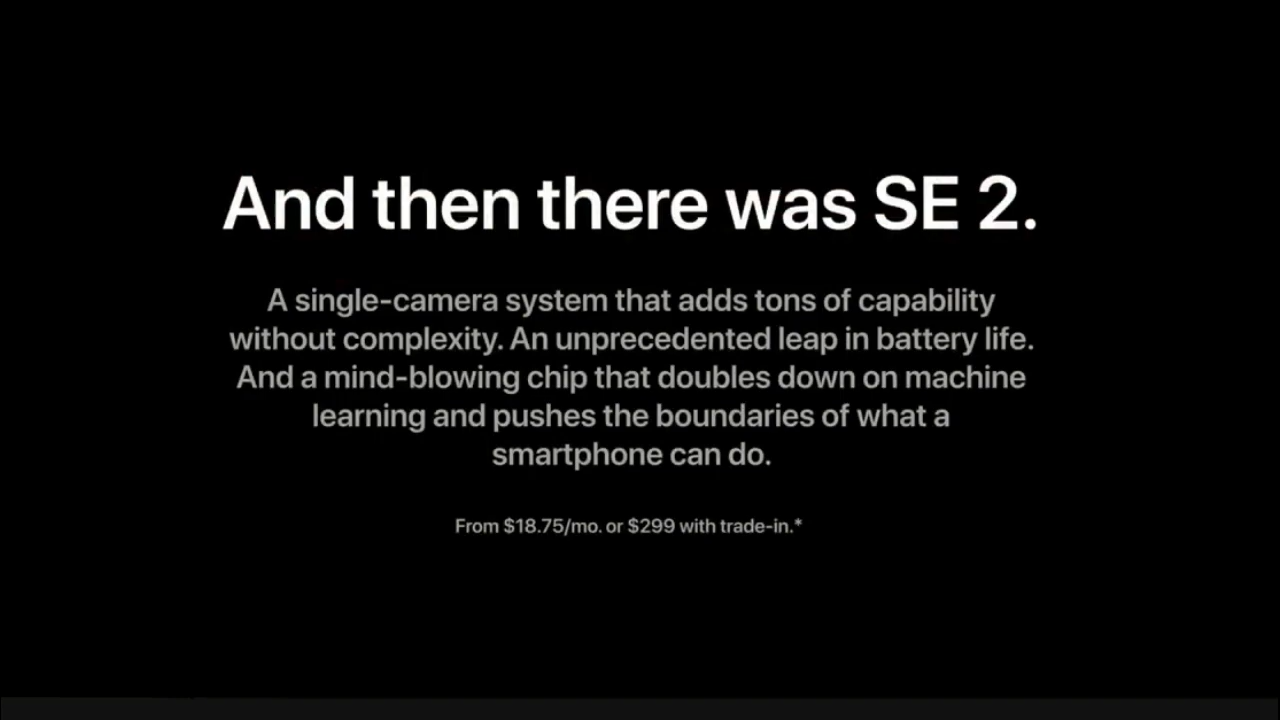 And then there was SE 2.
A single-camera system that adds tons of capability
without complexity. An unprecedented leap in battery life.
And a mind-blowing chip that doubles down on machine
learning and pushes the boundaries of what a
smartphone can do.
From $18.75/mo. or $299 with trade-in.*